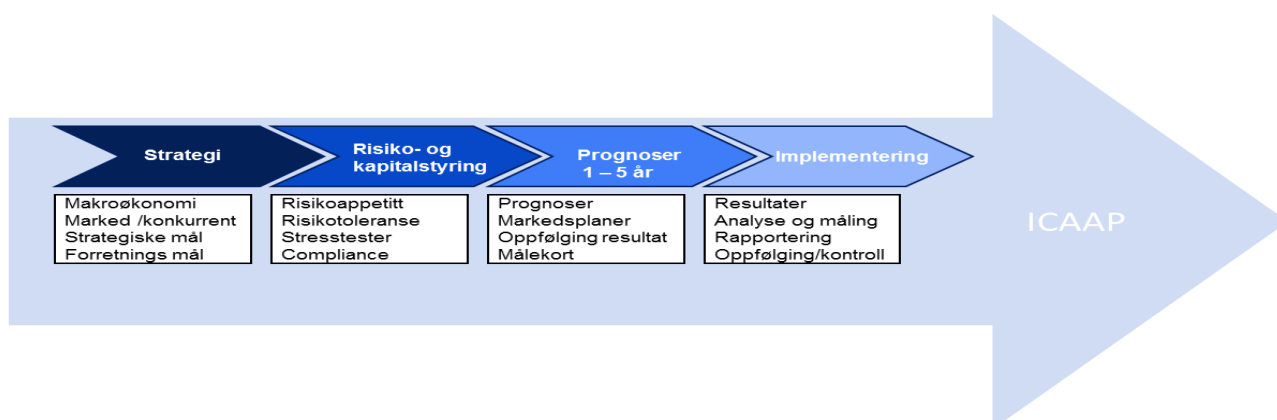 Strategi
Makroøkonomi
Marked /konkurrent
Strategiske mål
Forretnings mål
Risiko- og
kapitalstyring
Risikoappetitt
Risikotoleranse
Stresstester
Compliance
Prognoser
1 – 5 år
Prognoser
Markedsplaner
Oppfølging resultat
Målekort
Implementering
Resultater
Analyse og måling
Rapportering
Oppfølging/kontroll
ICAAP